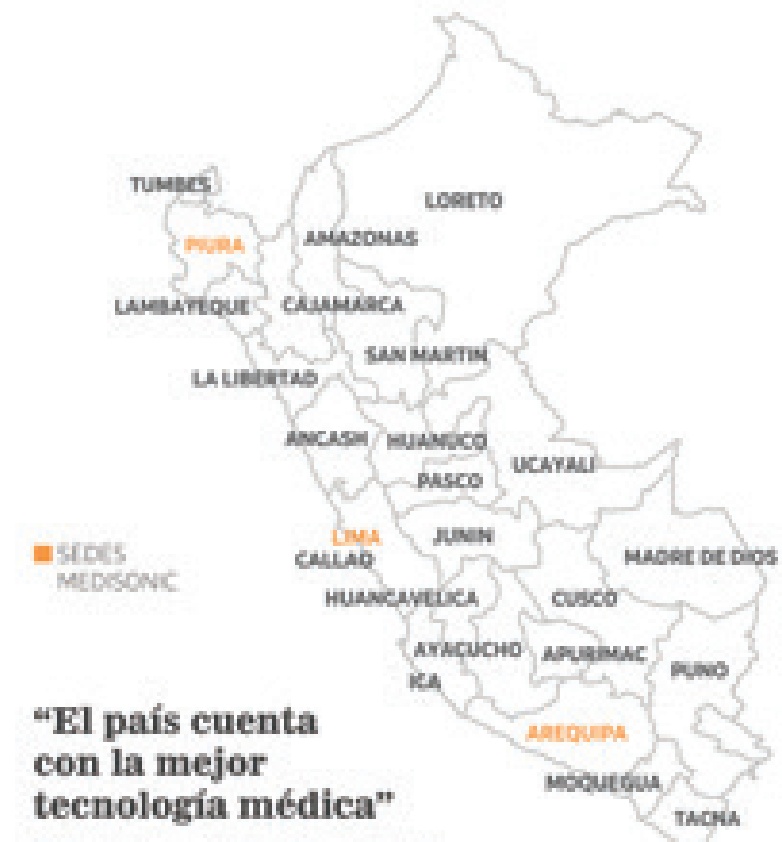 TUMBES
LORETO
PIURA
AMAZONAS
LAMBAYEQUE
CAJAMARCA
SAN MARTIN
LA LIBERTAD
ANCASH
HUANUCO
UCAYALI
PASCO
LIMA
JUNIN
SEDES
MEDISONIC
CALLAO
MADRE DE DIOS
HUANCAVELICA
CUSCO
AYACUCHO
APURIMAC
PUNO
ICA
“El país cuenta
con la mejor
tecnología médica”
AREQUIPA
MOQUEGUA
TACNA